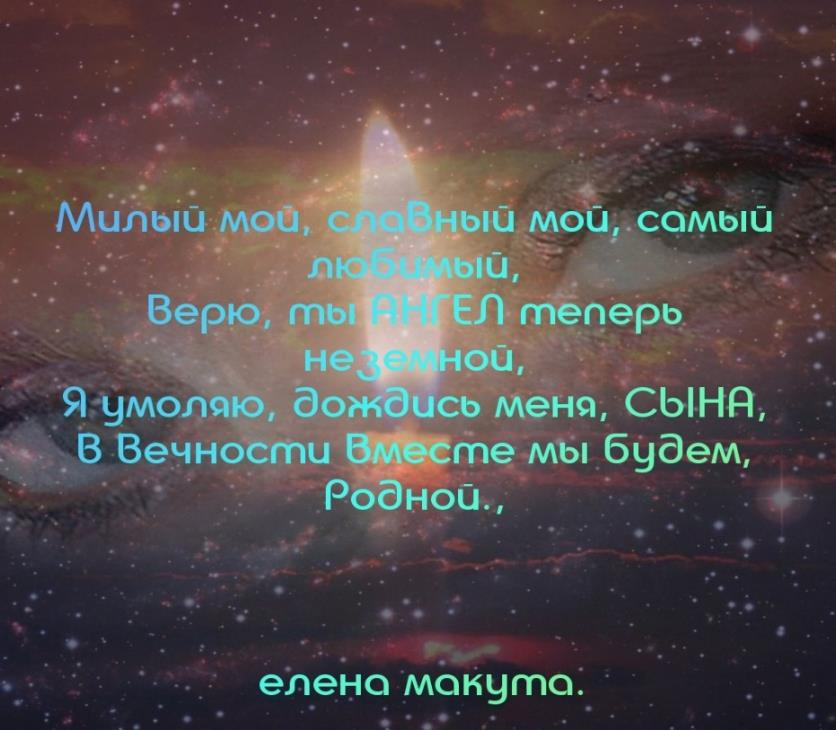 Милый мой, славный мой, самый
любимый,
Верю, ты АНГЕЛ теперь
неземной,
Я умоляю, дождись меня, СЫНА,
В Вечности Вместе мы будем,
Родной.,
елена макута.